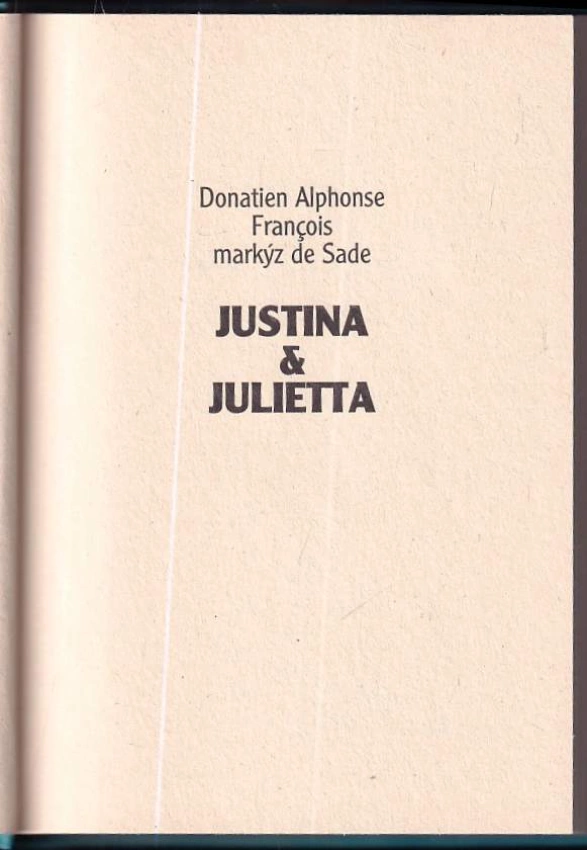 Donatien Alphonse
François
markýz de Sade
JUSTINA
&
JULIETTA